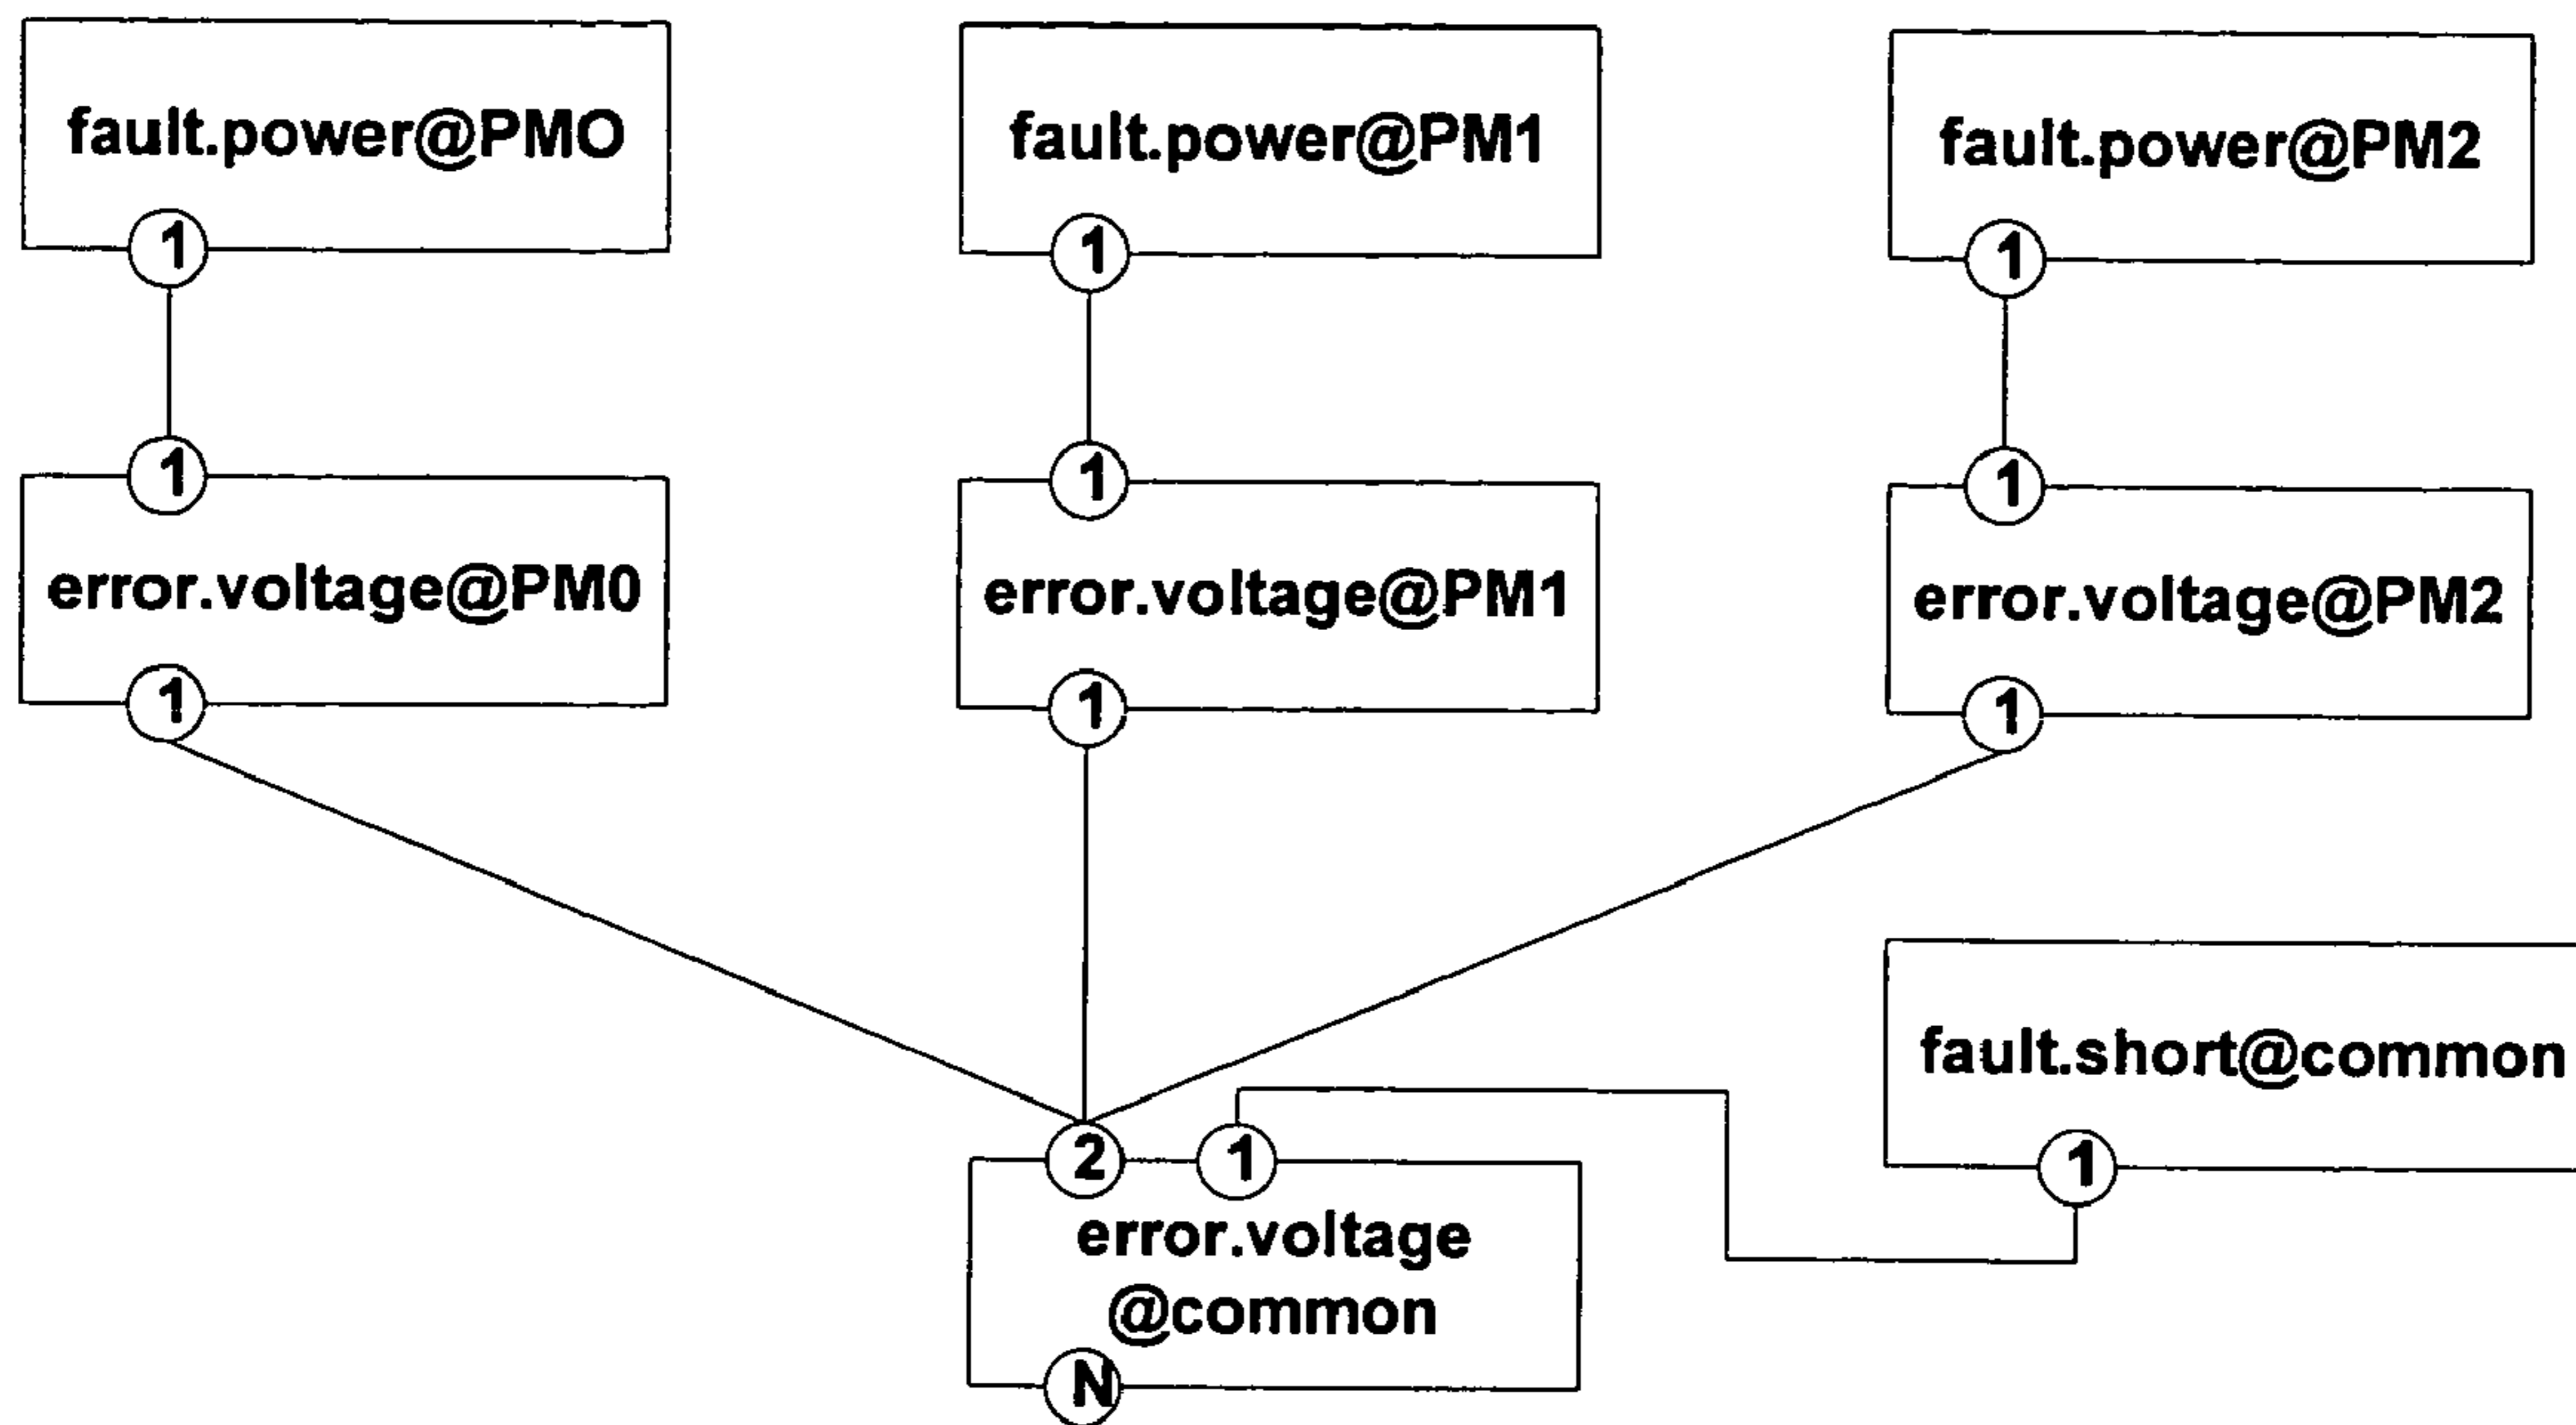 fault.power@PMO
fault.power@PM1
fault.power@PM2
1
1
1
1
1
1
error.voltage@PM0
error.voltage@PM1
error.voltage@PM2
1
1
1
fault.short@common
2
1
1
error.voltage
@common
N